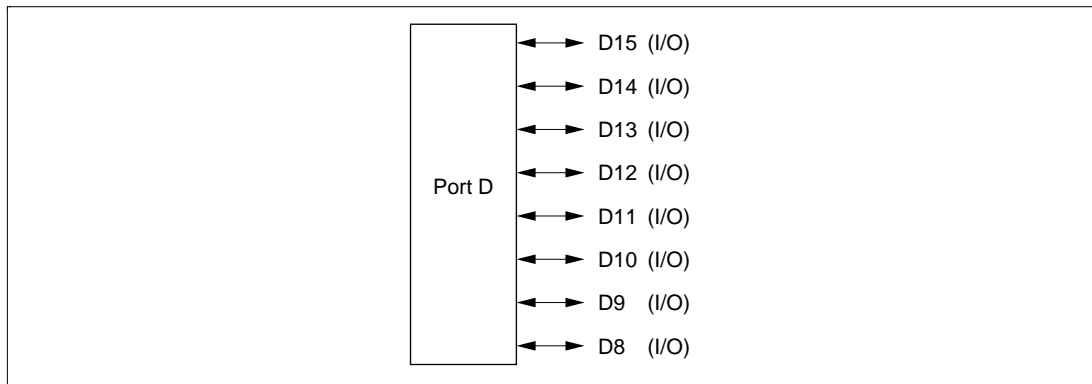 D15 (I/O)
D14 (I/O)
D13 (I/O)
D12 (I/O)
Port D
D11 (I/O)
D10 (I/O)
D9 (I/O)
D8 (I/O)